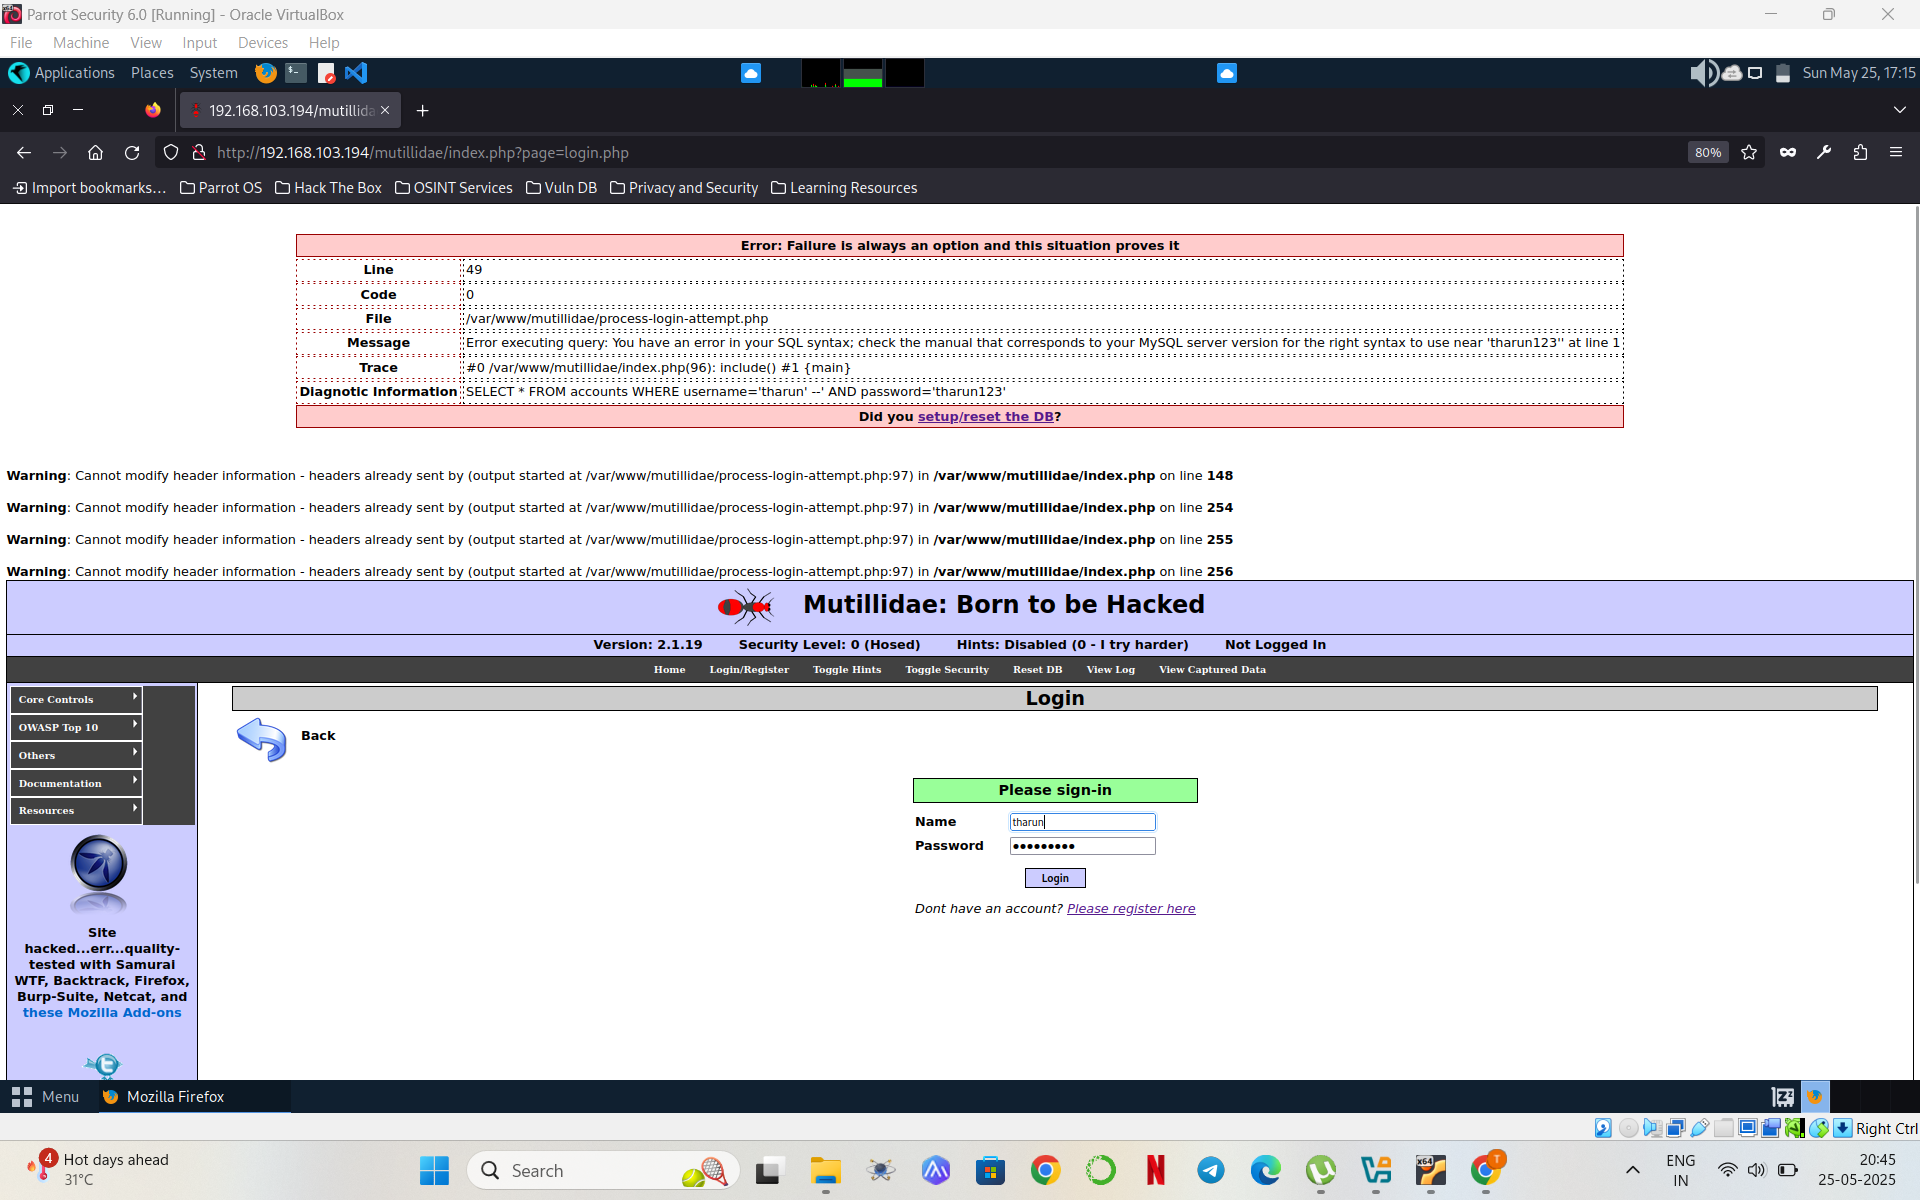 Parrot Security 6.0 [Running] - Oracle VirtualBox
File Machine View Input Devices Help
Applications Places System
Sun May 25, 17:15
192.168.103.194/mutillida
http://192.168.103.194/mutillidae/index.php?page=login.php
80%
Import bookmarks... Parrot OS Hack The Box OSINT Services Vuln DB Privacy and Security Learning Resources
Error: Failure is always an option and this situation proves it
Line 49
Code 0
File /var/www/mutillidae/process-login-attempt.php
Message Error executing query: You have an error in your SQL syntax; check the manual that corresponds to your MySQL server version for the right syntax to use near 'tharun123'' at line 1
Trace #0 /var/www/mutillidae/index.php(96): include() #1 {main}
Diagnotic Information SELECT * FROM accounts WHERE username='tharun' --' AND password='tharun123'
Did you setup/reset the DB?
Warning: Cannot modify header information - headers already sent by (output started at /var/www/mutillidae/process-login-attempt.php:97) in /var/www/mutillidae/index.php on line 148
Warning: Cannot modify header information - headers already sent by (output started at /var/www/mutillidae/process-login-attempt.php:97) in /var/www/mutillidae/index.php on line 254
Warning: Cannot modify header information - headers already sent by (output started at /var/www/mutillidae/process-login-attempt.php:97) in /var/www/mutillidae/index.php on line 255
Warning: Cannot modify header information - headers already sent by (output started at /var/www/mutillidae/process-login-attempt.php:97) in /var/www/mutillidae/index.php on line 256
Mutillidae: Born to be Hacked
Version: 2.1.19 Security Level: 0 (Hosed) Hints: Disabled (0 - I try harder) Not Logged In
Home Login/Register Toggle Hints Toggle Security Reset DB View Log View Captured Data
Core Controls
OWASP Top 10
Others
Documentation
Resources
Site
hacked...err...quality-
tested with Samurai
WTF, Backtrack, Firefox,
Burp-Suite, Netcat, and
these Mozilla Add-ons
Login
Back
Please sign-in
Name tharun
Password •••••••••
Login
Dont have an account? Please register here
Menu Mozilla Firefox
Right Ctrl
4
Hot days ahead
31°C
Search
ENG
IN
20:45
25-05-2025